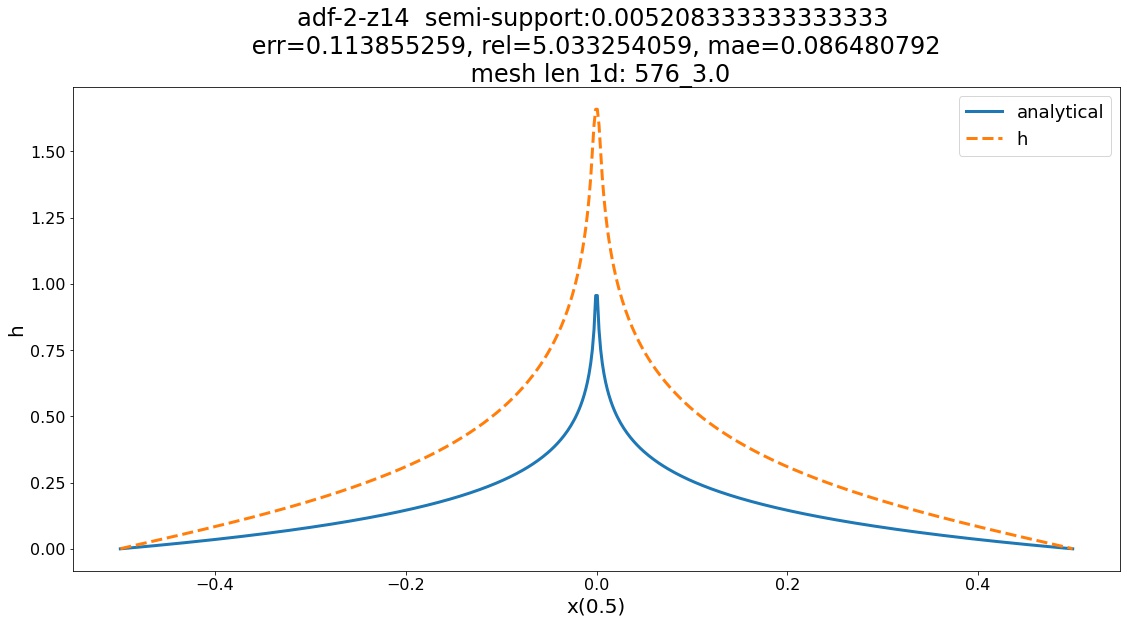 adf-2-z14  semi-support:0.005208333333333333
err=0.113855259, rel=5.033254059, mae=0.086480792
mesh len 1d: 576_3.0
analytical
h
1.50
1.25
1.00
0.75
0.50
0.25
0.00
h
−0.4
−0.2
0.0
0.2
0.4
x(0.5)